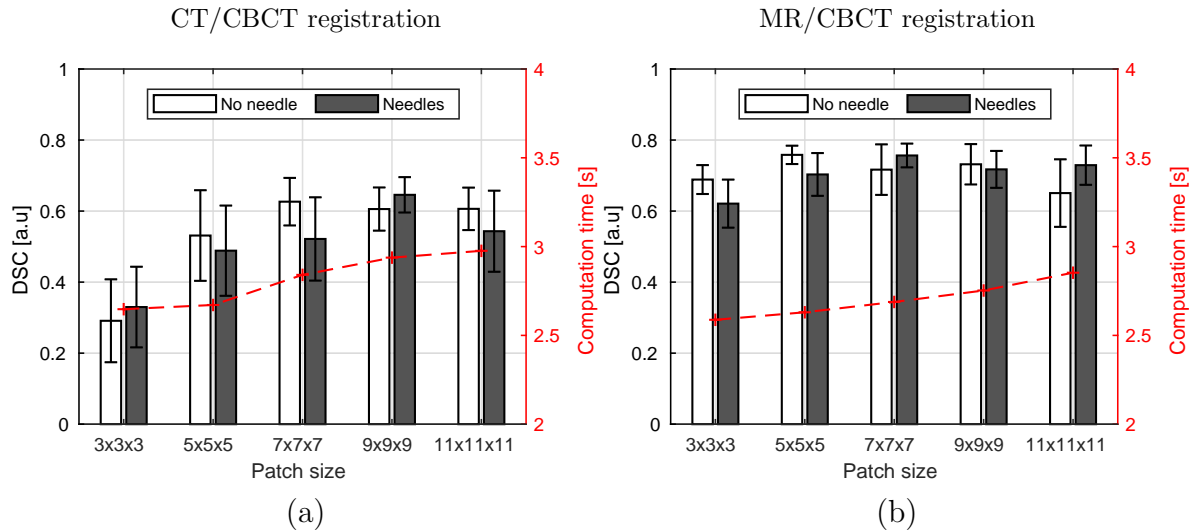 CT/CBCT registration
MR/CBCT registration
No needle
Needles
DSC [a.u]
1
0.8
0.6
0.4
0.2
0
4
3.5
3
2.5
2
Computation time [s]
3x3x3 5x5x5 7x7x7 9x9x9 11x11x11
Patch size
(a)
No needle
Needles
DSC [a.u]
1
0.8
0.6
0.4
0.2
0
4
3.5
3
2.5
2
Computation time [s]
3x3x3 5x5x5 7x7x7 9x9x9 11x11x11
Patch size
(b)